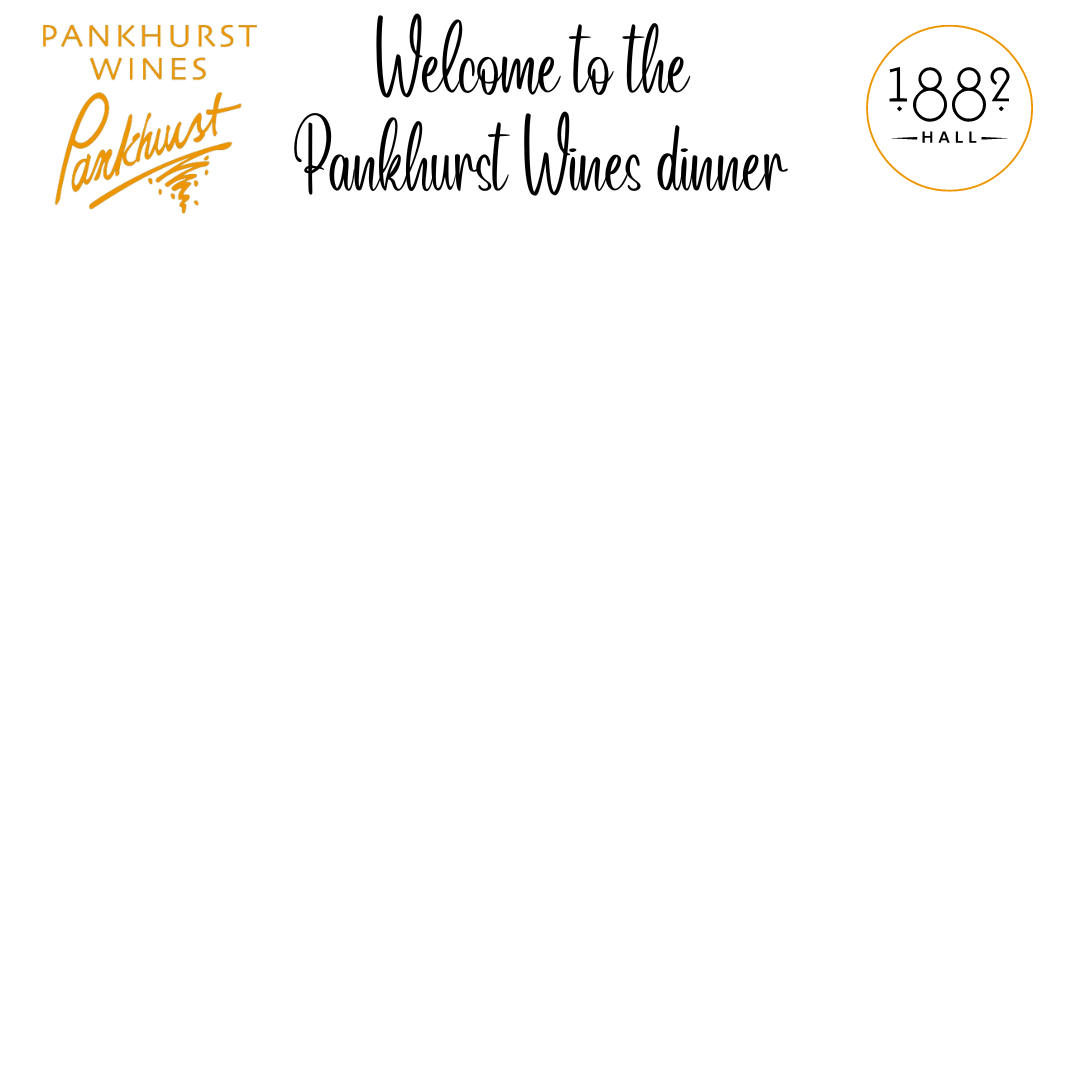 PANKHURST
WINES
Pankhurst
Welcome to the
Pankhurst Wines dinner
1882
HALL